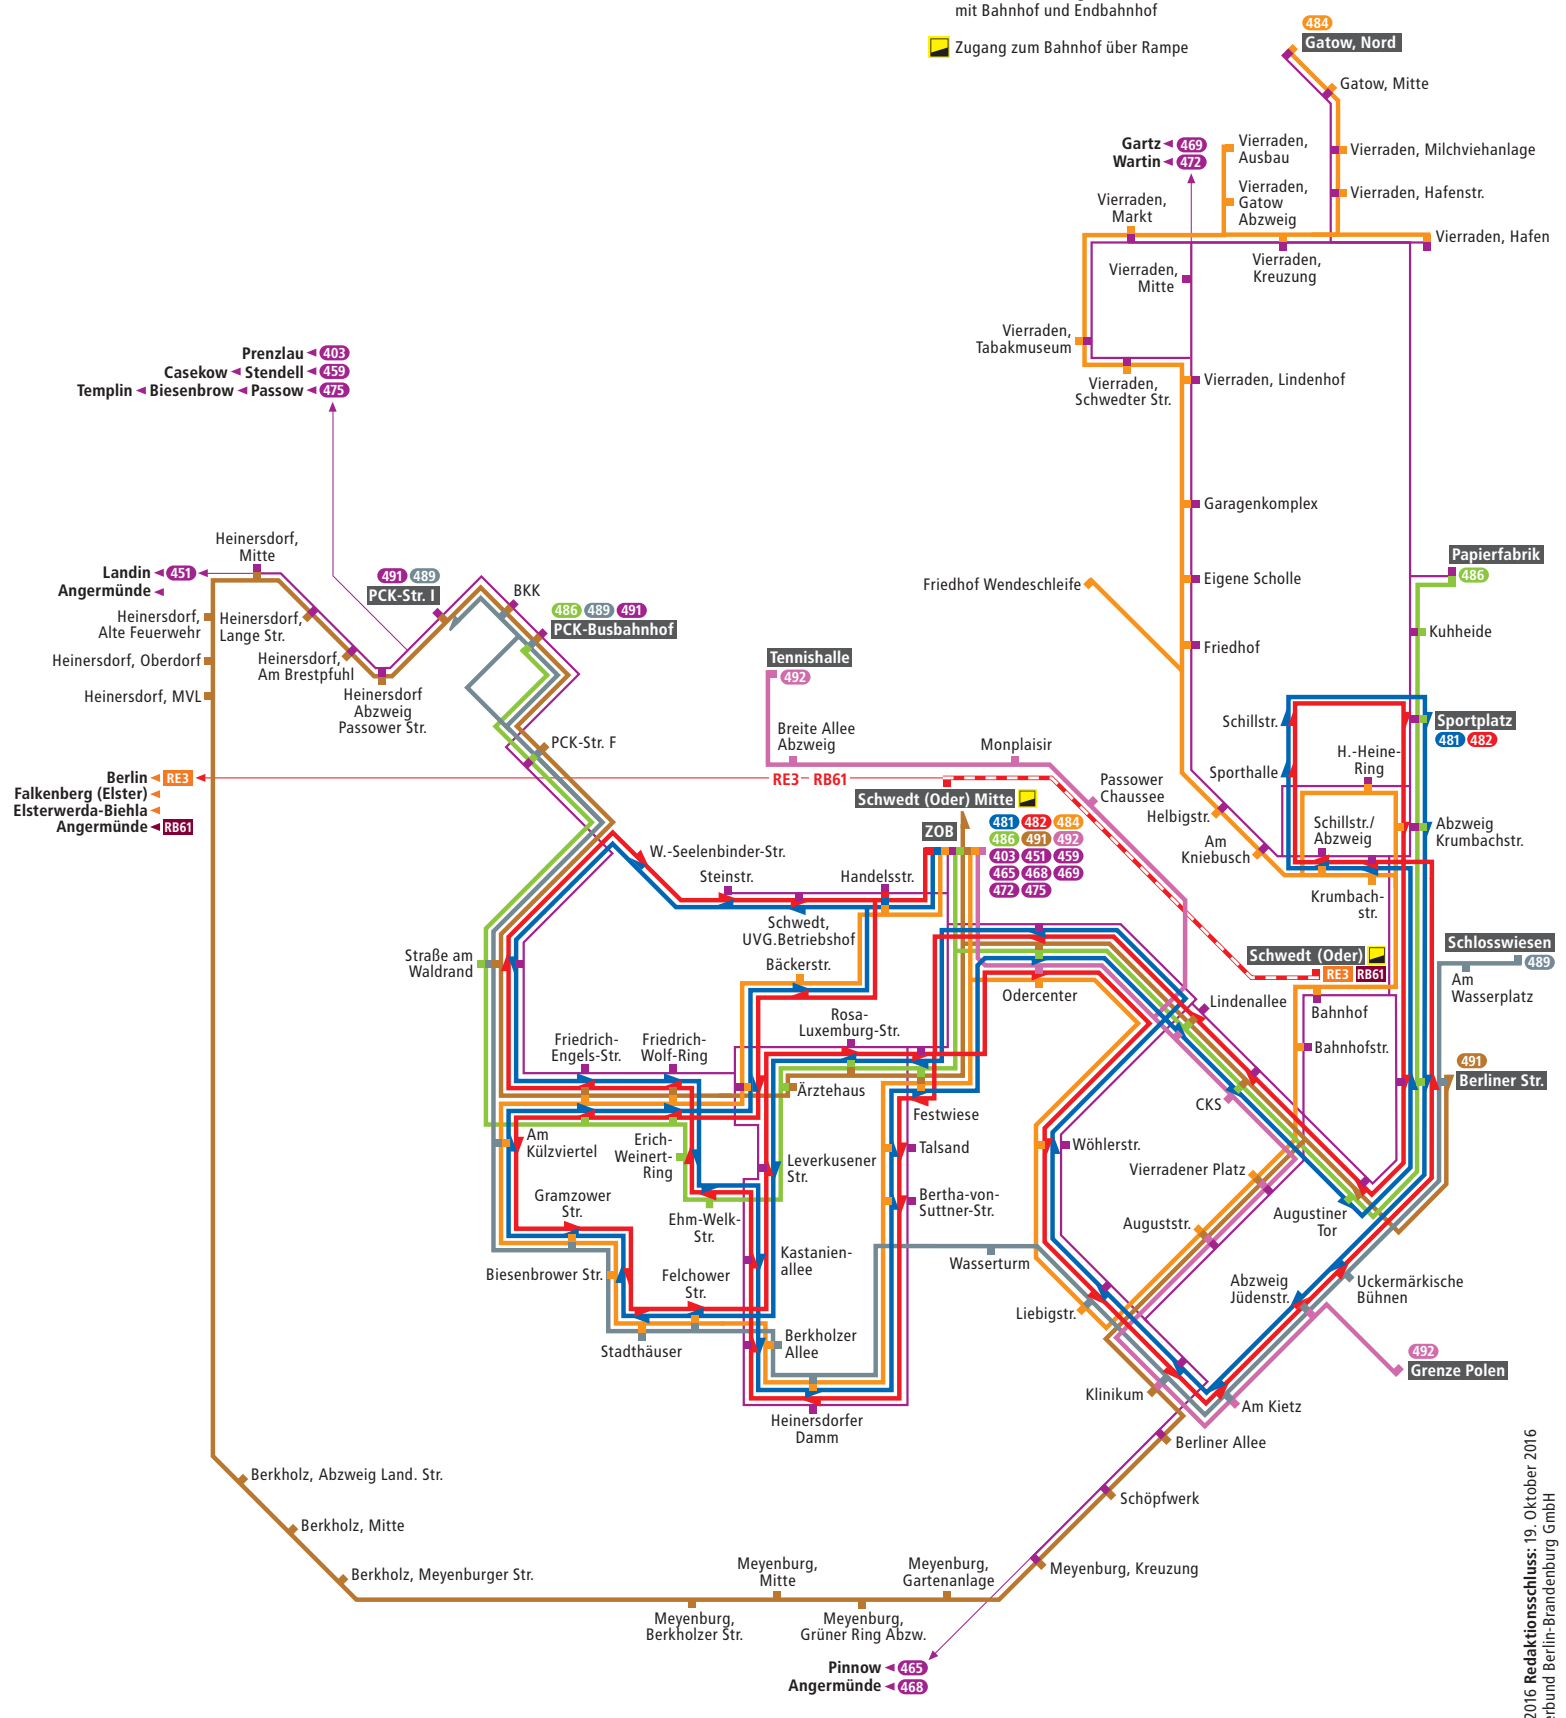 mit Bahnhof und Endbahnhof
Zugang zum Bahnhof über Rampe
484
Gatow, Nord
Gatow, Mitte
Gartz 469
Wartin 472
Vierraden,
Ausbau
Vierraden, Milchviehanlage
Vierraden,
Gatow
Abzweig
Vierraden, Hafenstr.
Vierraden,
Markt
Vierraden, Hafen
Vierraden,
Kreuzung
Vierraden,
Mitte
Vierraden,
Tabakmuseum
Vierraden,
Schwedter Str.
Vierraden, Lindenhof
Prenzlau 403
Casekow Stendell 459
Templin Biesenbrow Passow 475
Garagenkomplex
Heinersdorf,
Mitte
Landin 451
Angermünde
Heinersdorf,
Alte Feuerwehr
Heinersdorf, Oberdorf
Heinersdorf, MVL
Heinersdorf,
Lange Str.
Heinersdorf,
Am Brestpfuhl
Heinersdorf
Abzweig
Passower Str.
491 489
PCK-Str. I
BKK
486 489 491
PCK-Busbahnhof
PCK-Str. F
Friedhof Wendeschleife
Eigene Scholle
Friedhof
Papierfabrik
486
Kuhheide
Tennishalle
492
Breite Allee
Abzweig
Monplaisir
Passower
Chaussee
Schillstr.
Sportplatz
481 482
H.-Heine-
Ring
Sporthalle
Berlin RE3
Falkenberg (Elster)
Elsterwerda-Biehla
Angermünde RB61
RE3 RB61
Schwedt (Oder) Mitte
ZOB
481 482 484
486 491 492
403 451 459
465 468 469
472 475
Helbigstr.
Am
Kniebusch
Schillstr./
Abzweig
Abzweig
Krumbachstr.
Krumbach-
str.
W.-Seelenbinder-Str.
Steinstr.
Handelsstr.
Schwedt,
UVG.Betriebshof
Bäckerstr.
Straße am
Waldrand
Odercenter
Schwedt (Oder)
RE3 RB61
Schlosswiesen
489
Am
Wasserplatz
Lindenallee
Bahnhof
Bahnhofstr.
Rosa-
Luxemburg-Str.
Friedrich-
Engels-Str.
Friedrich-
Wolf-Ring
Ärztehaus
Festwiese
CKS
491
Berliner Str.
Am
Külzviertel
Erich-
Weinert-
Ring
Leverkusener
Str.
Talsand
Wöhlerstr.
Vierradener Platz
Gramzower
Str.
Ehm-Welk-
Str.
Bertha-von-
Suttner-Str.
Auguststr.
Augustiner
Tor
Biesenbrower Str.
Felchower
Str.
Kastanien-
allee
Wasserturm
Abzweig
Jüdenstr.
Uckermärkische
Bühnen
Liebigstr.
Stadthäuser
Berkholzer
Allee
492
Grenze Polen
Klinikum
Am Kietz
Heinersdorfer
Damm
Berliner Allee
Berkholz, Abzweig Land. Str.
Schöpfwerk
Berkholz, Mitte
Berkholz, Meyenburger Str.
Meyenburg,
Mitte
Meyenburg,
Gartenanlage
Meyenburg, Kreuzung
Meyenburg,
Berkholzer Str.
Meyenburg,
Grüner Ring Abzw.
Pinnow 465
Angermünde 468
2016 Redaktionsschluss: 19. Oktober 2016
erbund Berlin-Brandenburg GmbH